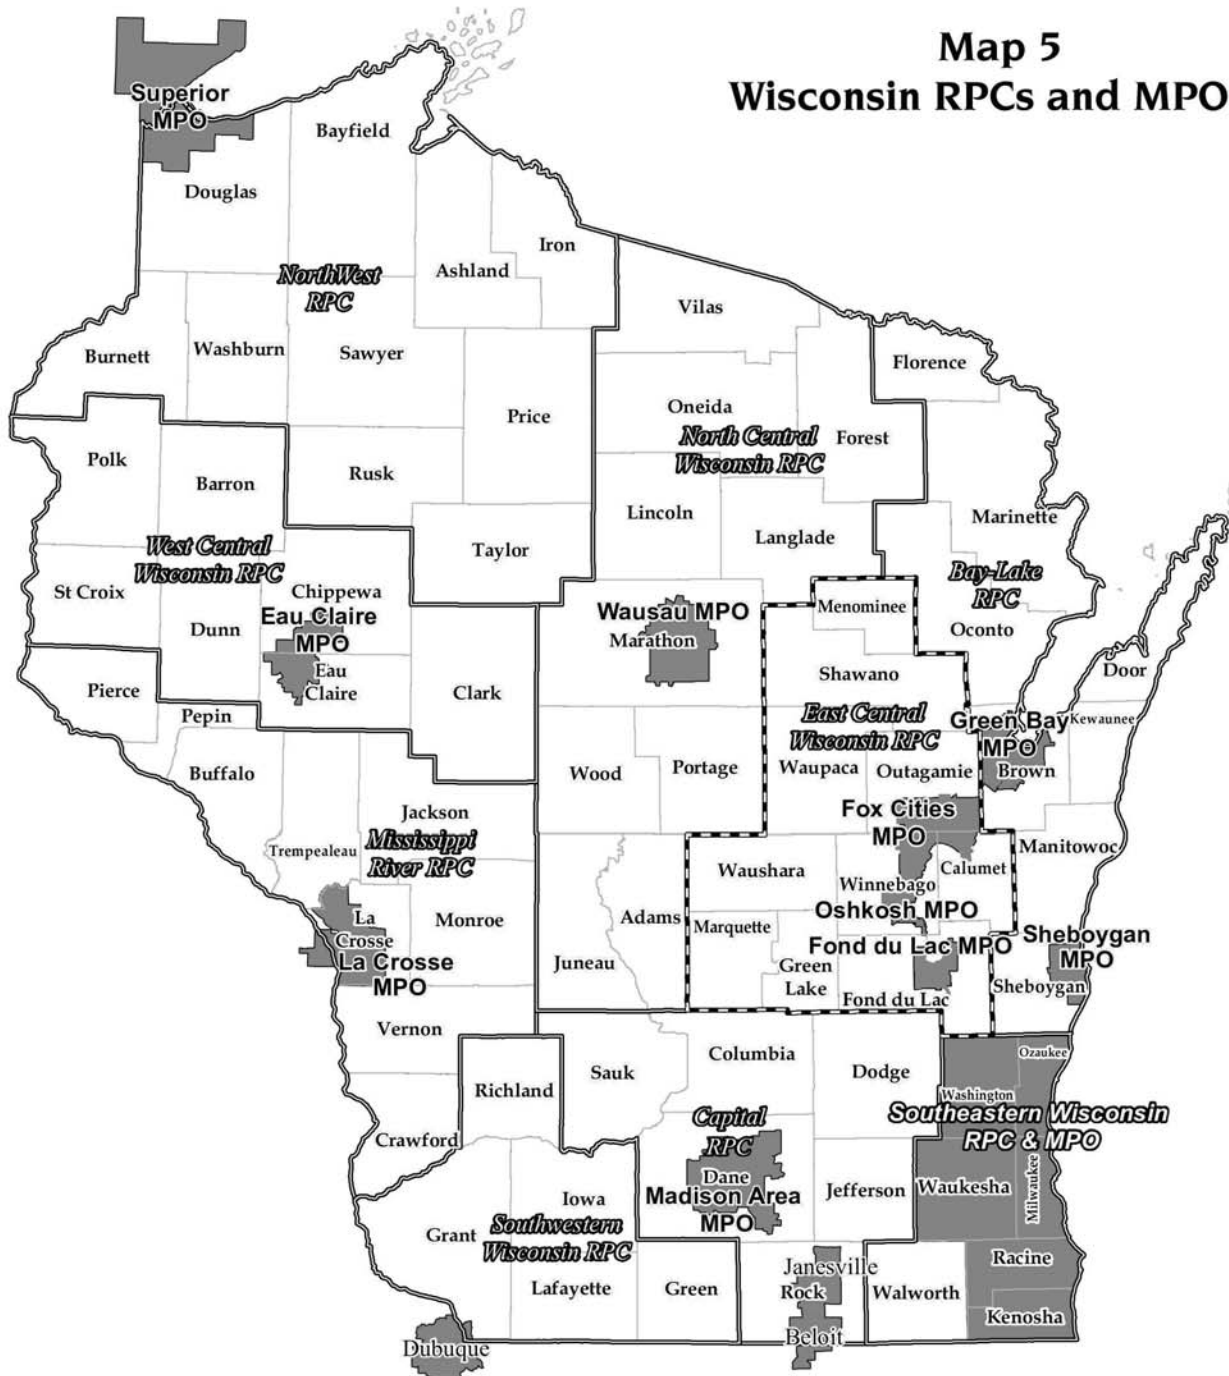 Map 5
Wisconsin RPCs and MPO
Superior
MPO
Bayfield
Douglas
Iron
Ashland
NorthWest
RPC
Vilas
Burnett
Washburn
Sawyer
Florence
Price
Oneida
North Central
Wisconsin RPC
Forest
Polk
Barron
Rusk
Lincoln
Langlade
Marinette
Taylor
West Central
Wisconsin RPC
Bay-Lake
RPC
St Croix
Chippewa
Dunn
Eau Claire
MPO
Wausau MPO
Marathon
Menominee
Oconto
Door
Pierce
Eau
Claire
Clark
Shawano
Pepin
East Central
Wisconsin RPC
Green Bay
MPO
Kewaunee
Brown
Buffalo
Wood
Portage
Waupaca
Outagamie
Jackson
Fox Cities
MPO
Mississippi
River RPC
Trempealeau
Manitowoc
Waushara
Winnebago
Calumet
La
Crosse
La Crosse
MPO
Monroe
Adams
Juneau
Marquette
Oshkosh MPO
Fond du Lac MPO
Sheboygan
MPO
Green
Lake
Fond du Lac
Sheboygan
Vernon
Columbia
Dodge
Ozaukee
Richland
Sauk
Washington
Southeastern Wisconsin
RPC & MPO
Crawford
Capital
RPC
Dane
Madison Area
MPO
Jefferson
Waukesha
Milwaukee
Grant
Iowa
Southwestern
Wisconsin RPC
Lafayette
Green
Janesville
Rock
Beloit
Walworth
Racine
Kenosha
Dubuque